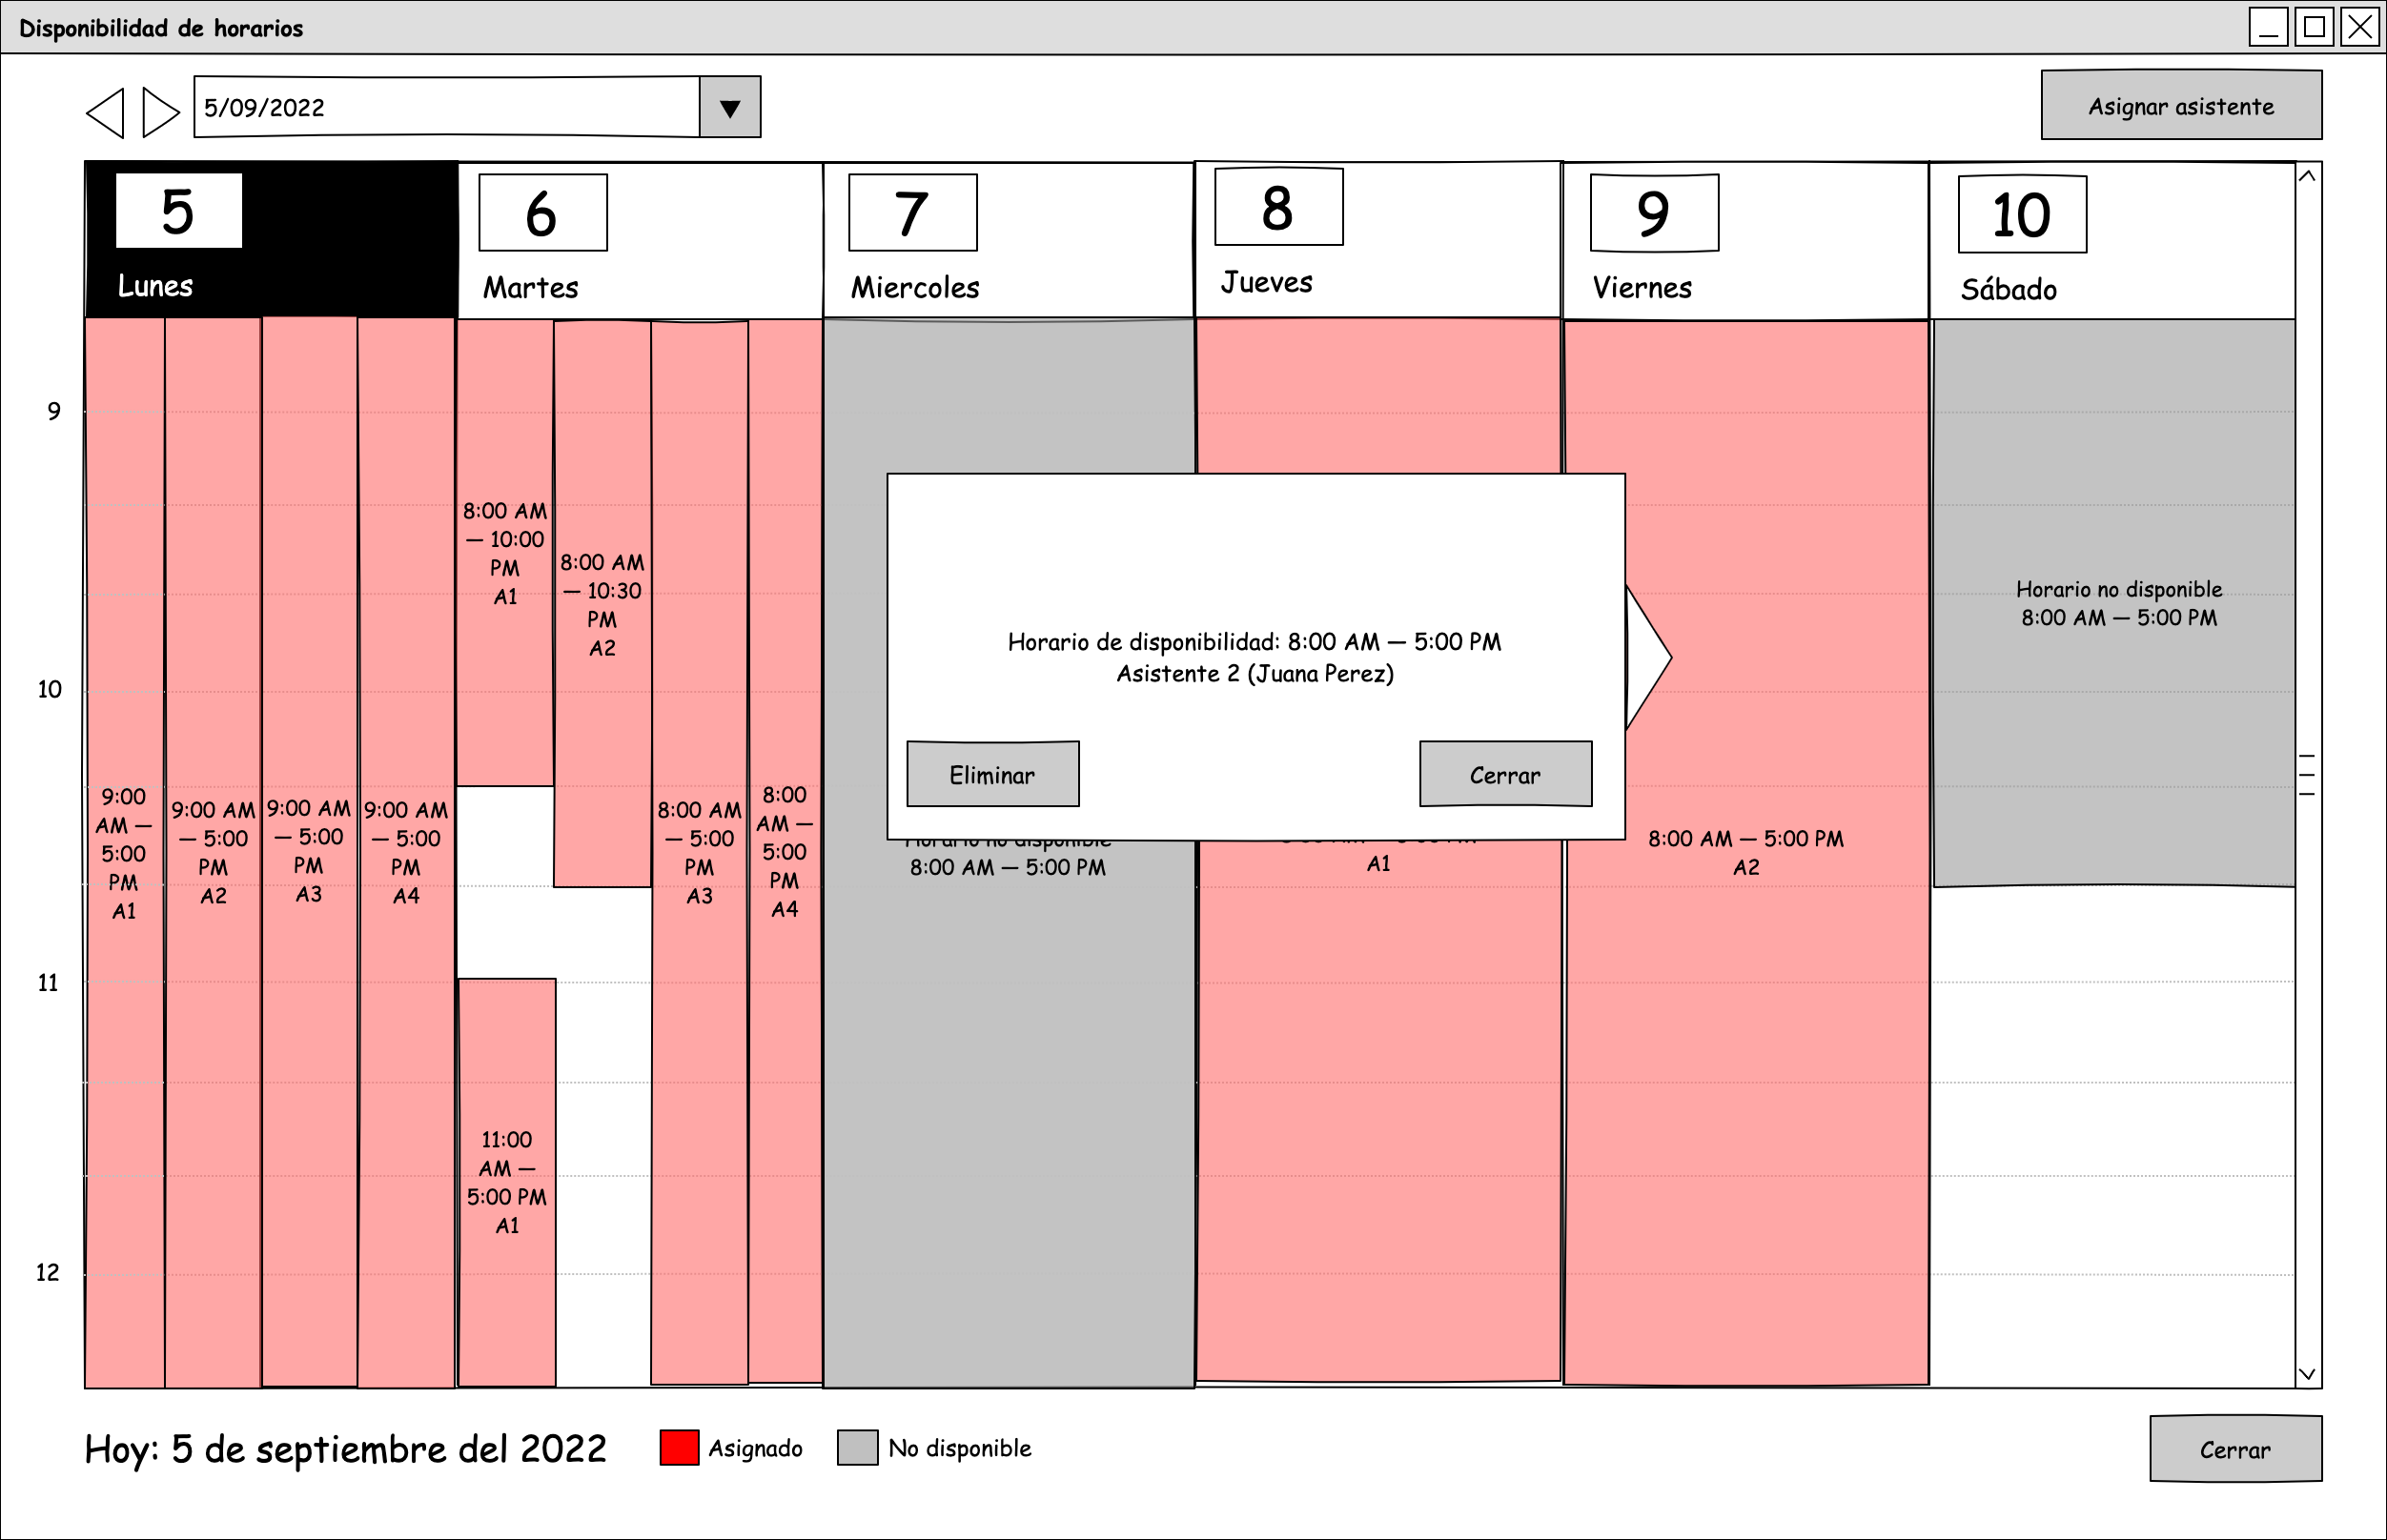 Disponibilidad de horarios
5/09/2022
Asignar asistente
5
Lunes
6
Martes
7
Miercoles
8
Jueves
9
Viernes
10
Sábado
9
10
11
12
9:00
AM —
5:00
PM
A1
9:00 AM
— 5:00
PM
A2
9:00 AM
— 5:00
PM
A3
9:00 AM
— 5:00
PM
A4
8:00 AM
— 10:00
PM
A1
11:00
AM —
5:00 PM
A1
8:00 AM
— 10:30
PM
A2
8:00 AM
— 5:00
PM
A3
8:00
AM —
5:00
PM
A4
Horario de disponibilidad: 8:00 AM — 5:00 PM
Asistente 2 (Juana Perez)
Eliminar
Cerrar
Horario no disponible
8:00 AM — 5:00 PM
A1
8:00 AM — 5:00 PM
A2
Horario no disponible
8:00 AM — 5:00 PM
Hoy: 5 de septiembre del 2022
Asignado
No disponible
Cerrar